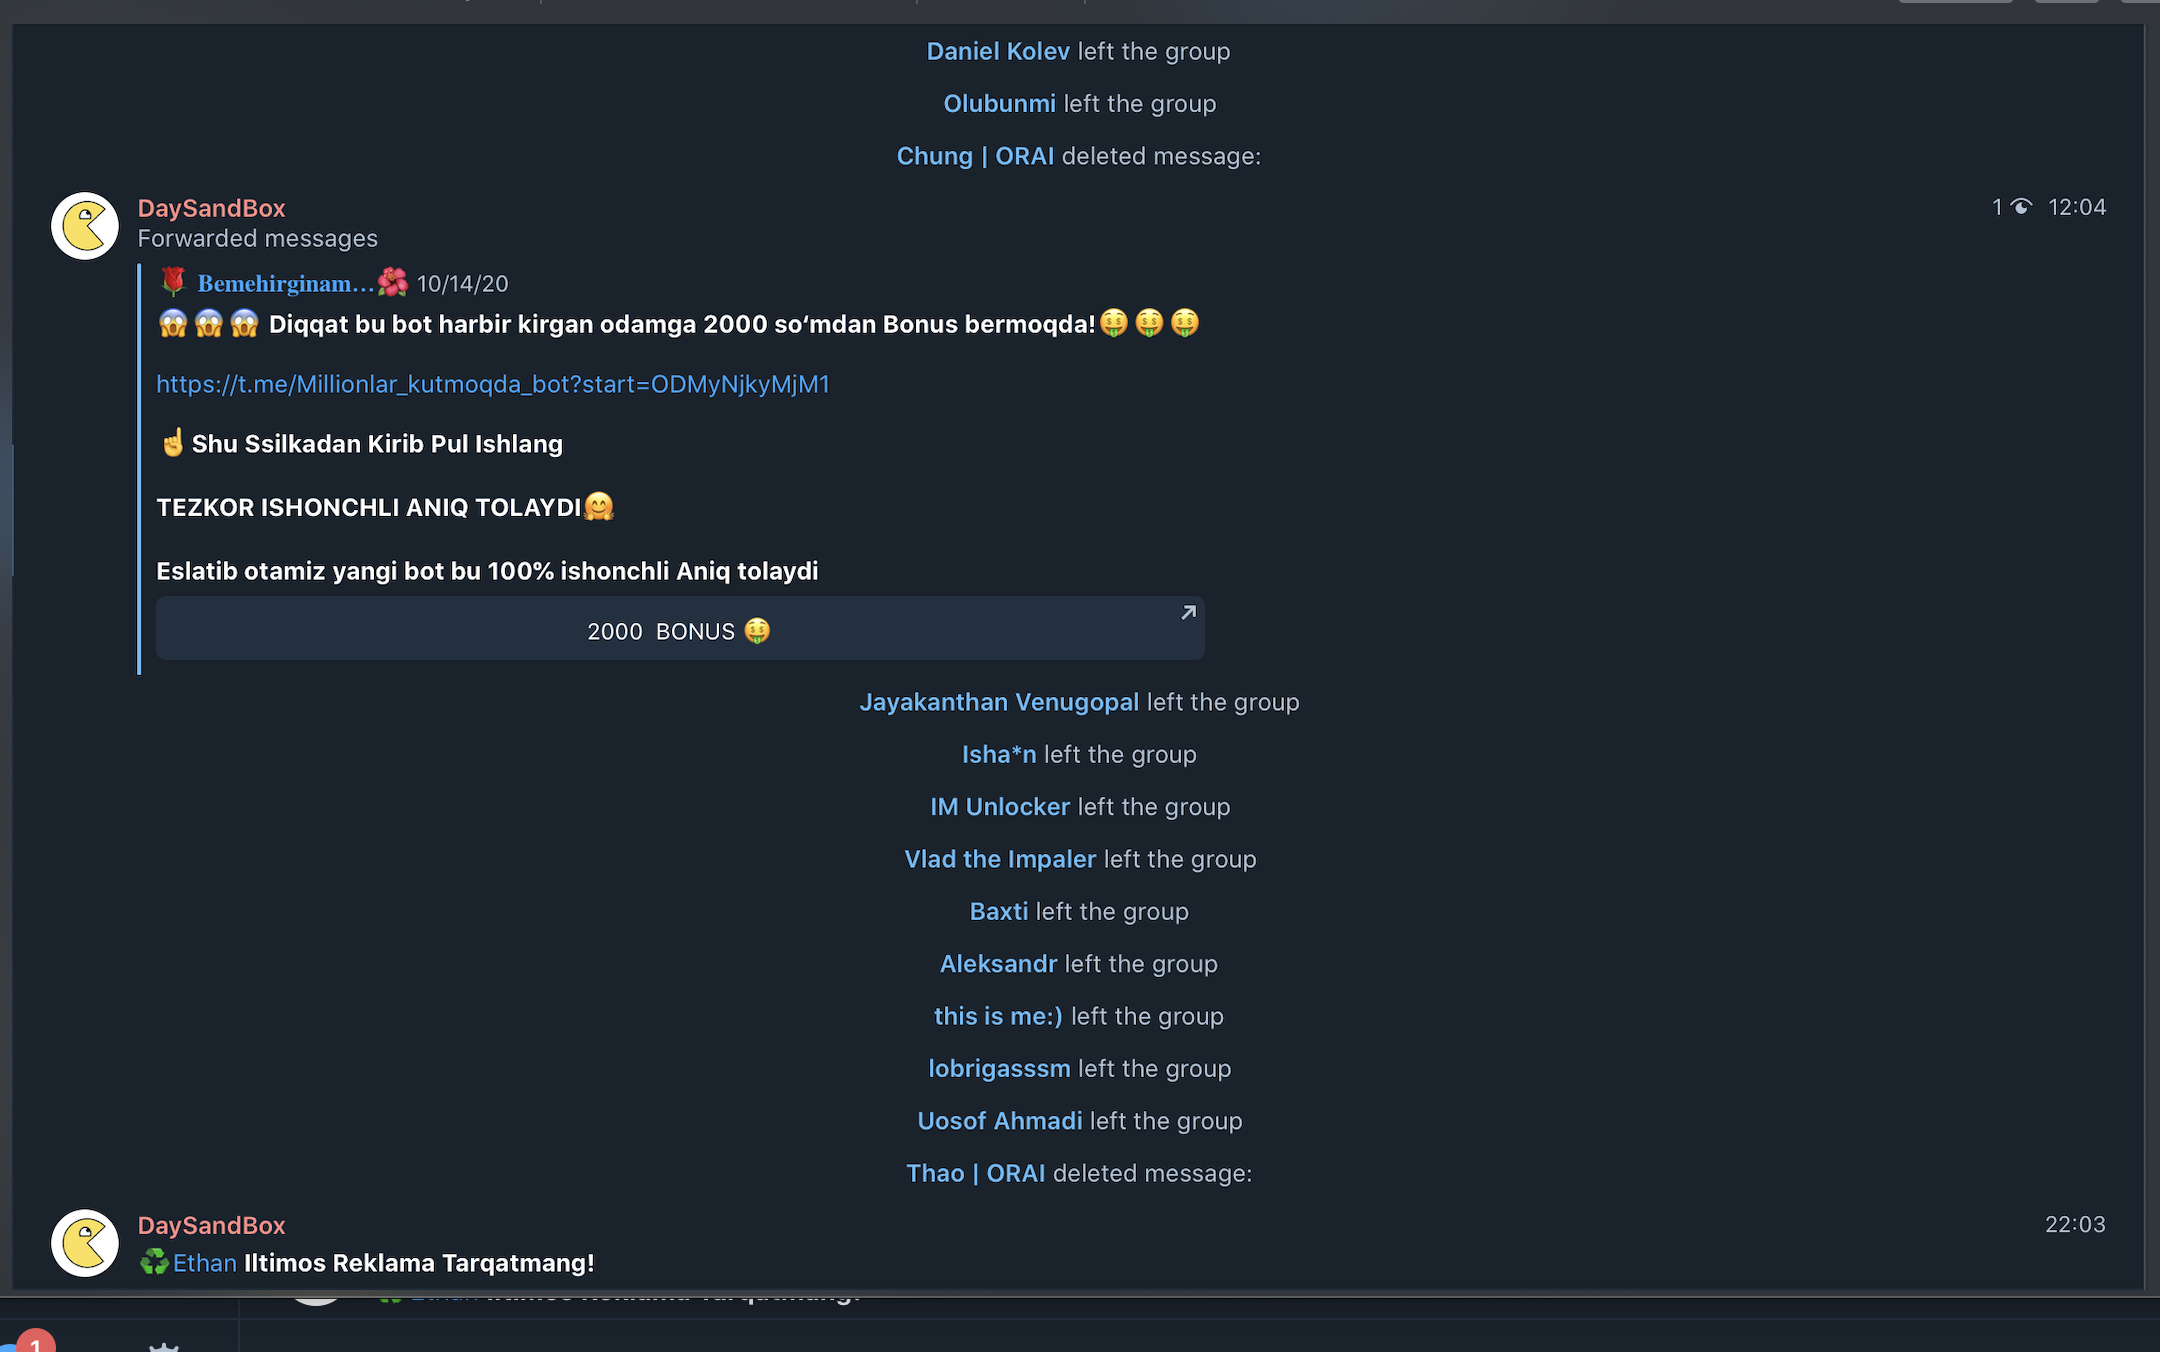 Daniel Kolev left the group
Olubunmi left the group
Chung | ORAI deleted message:
DaySandBox 1 12:04
Forwarded messages
🌹 Bemehirginam...🌺 10/14/20
😱😱😱 Diqqat bu bot harbir kirgan odamga 2000 so‘mdan Bonus bermoqda!🤑🤑🤑
https://t.me/Millionlar_kutmoqda_bot?start=ODMyNjkyMjM1
☝️Shu Ssilkadan Kirib Pul Ishlang
TEZKOR ISHONCHLI ANIQ TOLAYDI🤗
Eslatib otamiz yangi bot bu 100% ishonchli Aniq tolaydi
2000 BONUS 🤑
Jayakanthan Venugopal left the group
Isha*n left the group
IM Unlocker left the group
Vlad the Impaler left the group
Baxti left the group
Aleksandr left the group
this is me:) left the group
lobrigasssm left the group
Uosof Ahmadi left the group
Thao | ORAI deleted message:
DaySandBox 22:03
♻️Ethan Iltimos Reklama Tarqatmang!
1